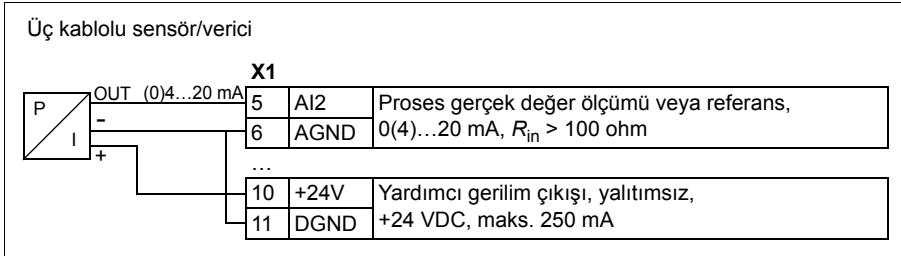 Üç kablolu sensör/verici
X1
OUT (0)4…20 mA
5 AI2 Proses gerçek değer ölçümü veya referans,
0(4)…20 mA, Rin > 100 ohm
6 AGND
P
I
-
+
…
10 +24V Yardımcı gerilim çıkışı, yalıtımsız,
11 DGND +24 VDC, maks. 250 mA